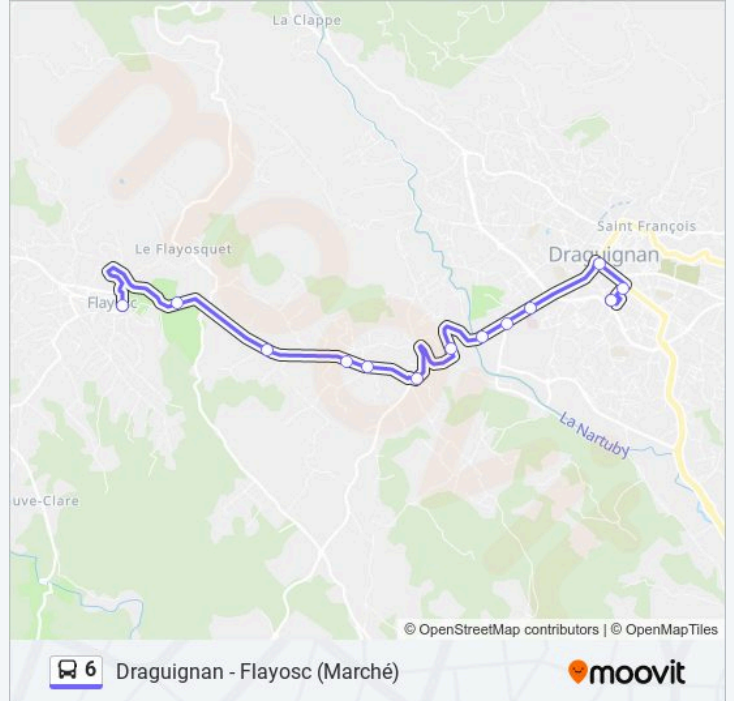 La Clappe
Saint François
Le Flayosquet
Draguignan
Flayosc
La Nartuby
uve-Clare
© OpenStreetMap contributors | © OpenMapTiles
6 Draguignan - Flayosc (Marché)
moovit